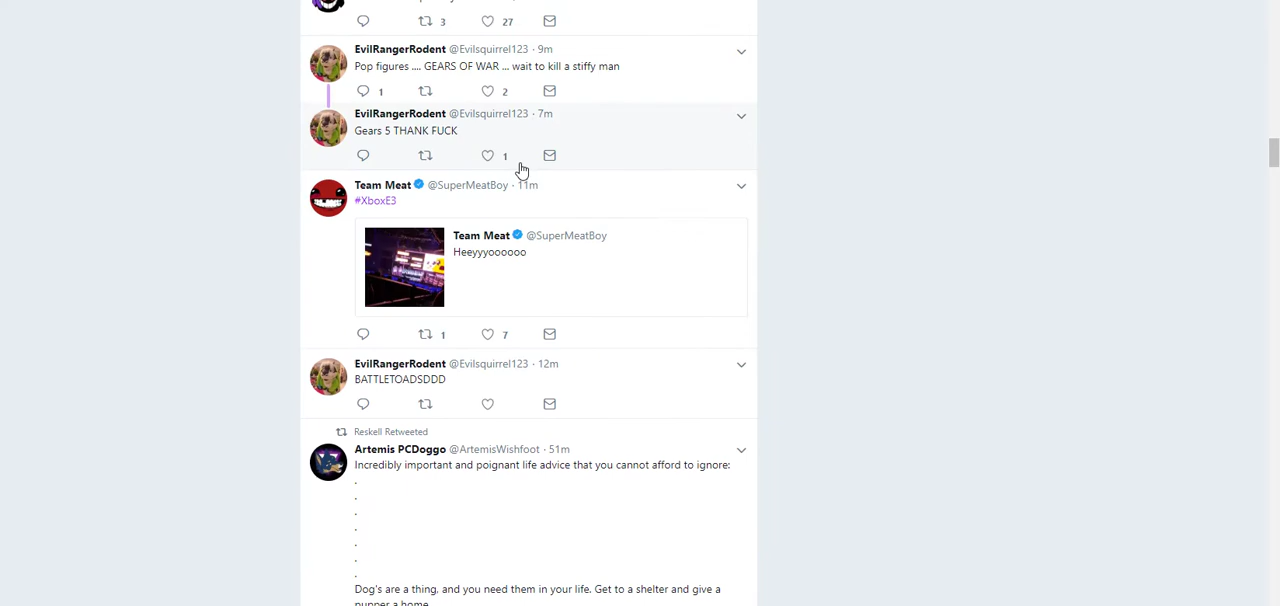 3 27
EvilRangerRodent @Evilsquirrel123 · 9m
Pop figures .... GEARS OF WAR ... wait to kill a stiffy man
1 2
EvilRangerRodent @Evilsquirrel123 · 7m
Gears 5 THANK FUCK
1
Team Meat @SuperMeatBoy · 11m
#XboxE3
Team Meat @SuperMeatBoy
Heeyyyoooooo
1 7
EvilRangerRodent @Evilsquirrel123 · 12m
BATTLETOADSDDD
Reskell Retweeted
Artemis PCDoggo @ArtemisWishfoot · 51m
Incredibly important and poignant life advice that you cannot afford to ignore:
.
.
.
.
.
.
.
Dog's are a thing, and you need them in your life. Get to a shelter and give a
pupper a home